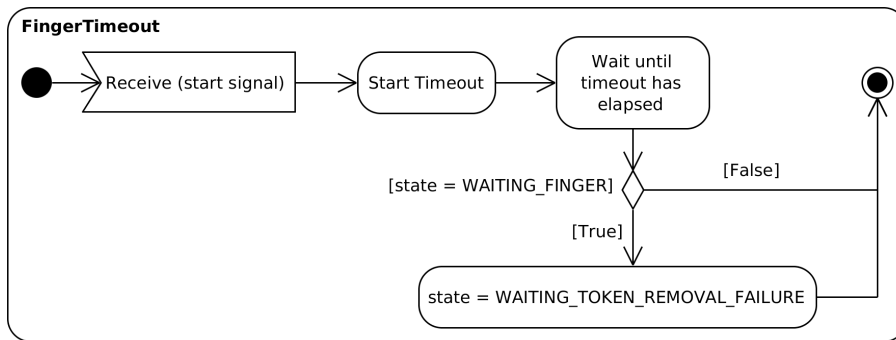 FingerTimeout
Receive (start signal)
Start Timeout
Wait until
timeout has
elapsed
[state = WAITING_FINGER]
[False]
[True]
state = WAITING_TOKEN_REMOVAL_FAILURE